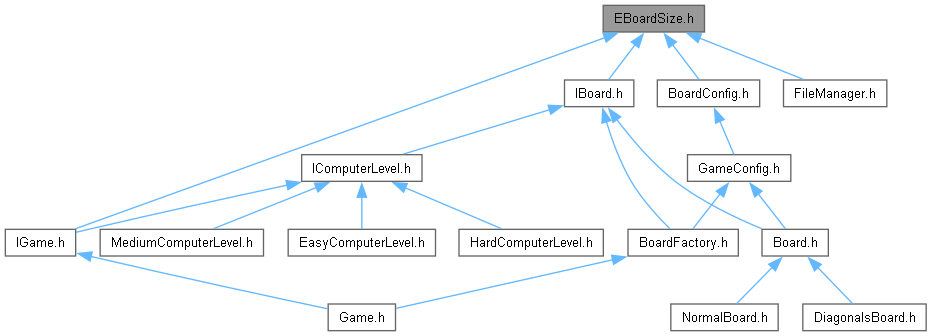 EBoardSize.h
IBoard.h
BoardConfig.h
FileManager.h
IComputerLevel.h
GameConfig.h
IGame.h
MediumComputerLevel.h
EasyComputerLevel.h
HardComputerLevel.h
BoardFactory.h
Board.h
Game.h
NormalBoard.h
DiagonalsBoard.h